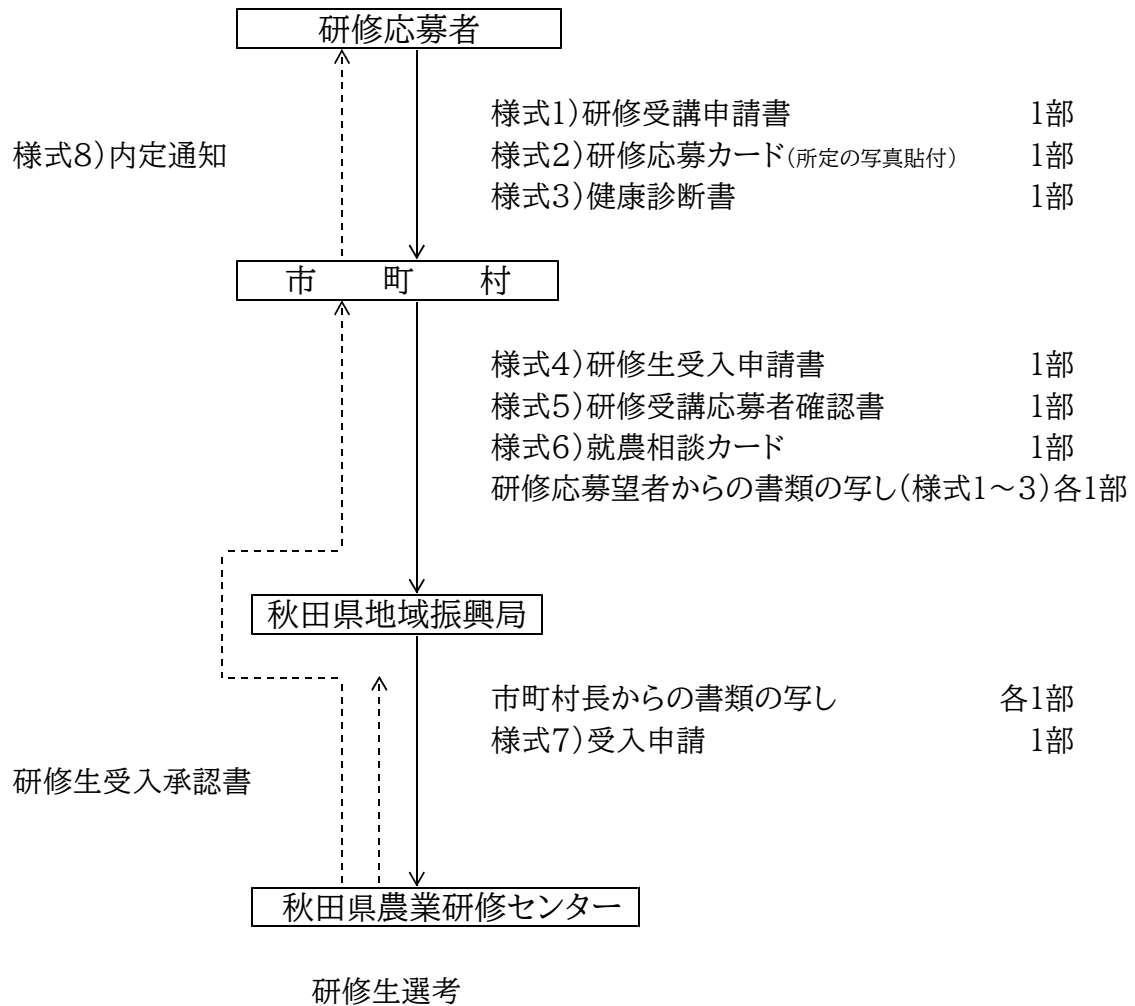 研修応募者
様式1)研修受講申請書 1部
様式8)内定通知
様式2)研修応募カード(所定の写真貼付) 1部
様式3)健康診断書 1部
市 町 村
様式4)研修生受入申請書 1部
様式5)研修受講応募者確認書 1部
様式6)就農相談カード 1部
研修応募望者からの書類の写し(様式1～3)各1部
秋田県地域振興局
市町村長からの書類の写し 各1部
様式7)受入申請 1部
研修生受入承認書
秋田県農業研修センター
研修生選考